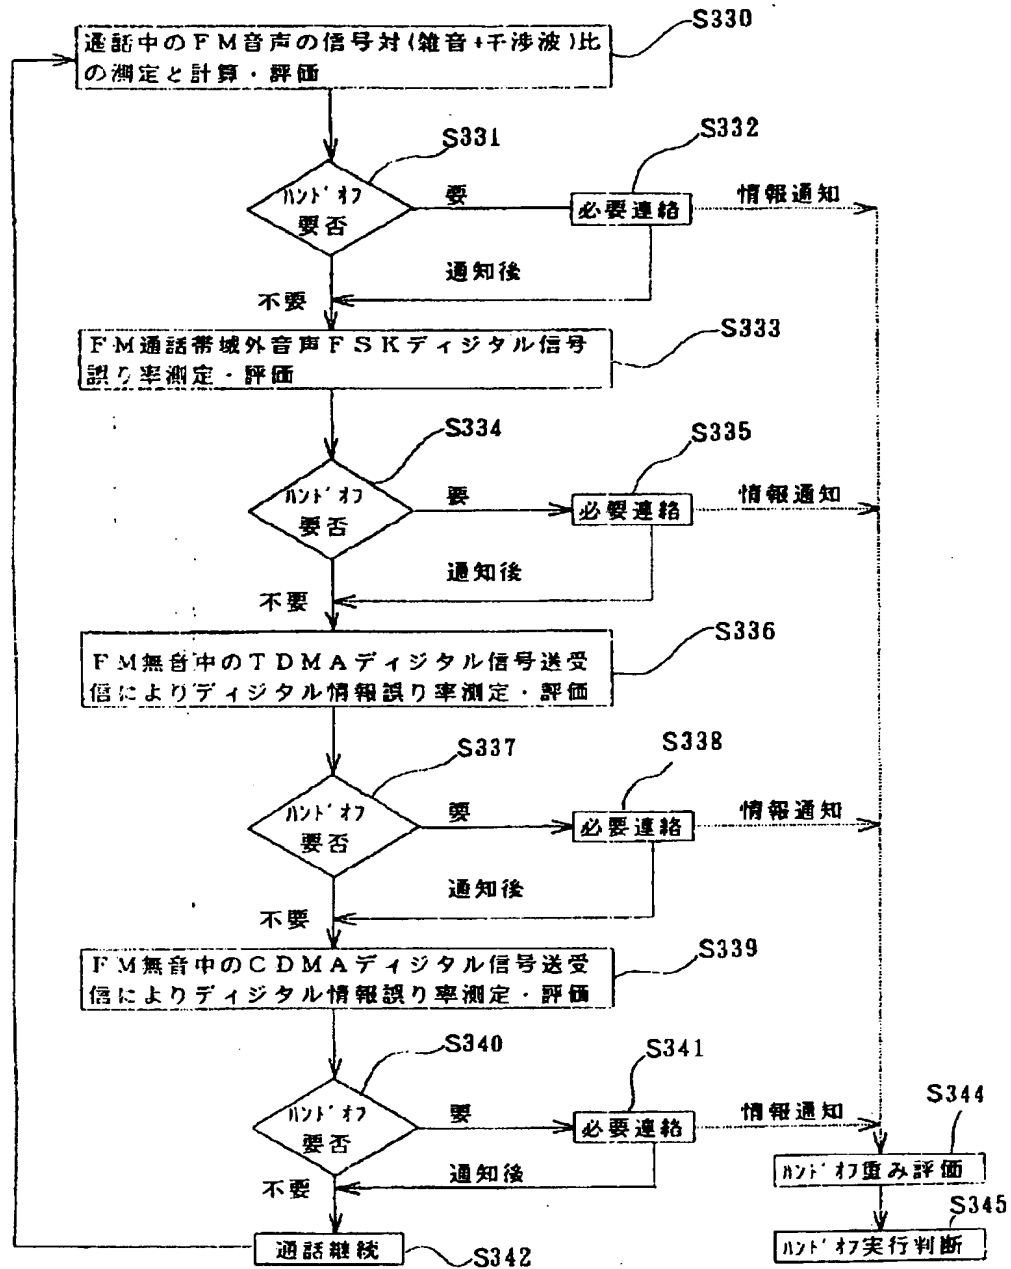 S330
通話中のＦＭ音声の信号対(雑音+干渉波)比
の測定と計算・評価
S331
S332
ﾊﾝﾄﾞｵﾌ
要否
要
必要連絡
情報通知
通知後
不要
S333
ＦＭ通話帯域外音声ＦＳＫディジタル信号
誤り率測定・評価
S334
S335
ﾊﾝﾄﾞｵﾌ
要否
要
必要連絡
情報通知
通知後
不要
S336
ＦＭ無音中のＴＤＭＡディジタル信号送受
信によりディジタル情報誤り率測定・評価
S337
S338
ﾊﾝﾄﾞｵﾌ
要否
要
必要連絡
情報通知
通知後
不要
S339
ＦＭ無音中のＣＤＭＡディジタル信号送受
信によりディジタル情報誤り率測定・評価
S340
S341
ﾊﾝﾄﾞｵﾌ
要否
要
必要連絡
情報通知
通知後
不要
S344
ﾊﾝﾄﾞｵﾌ重み評価
S345
ﾊﾝﾄﾞｵﾌ実行判断
通話継続
S342